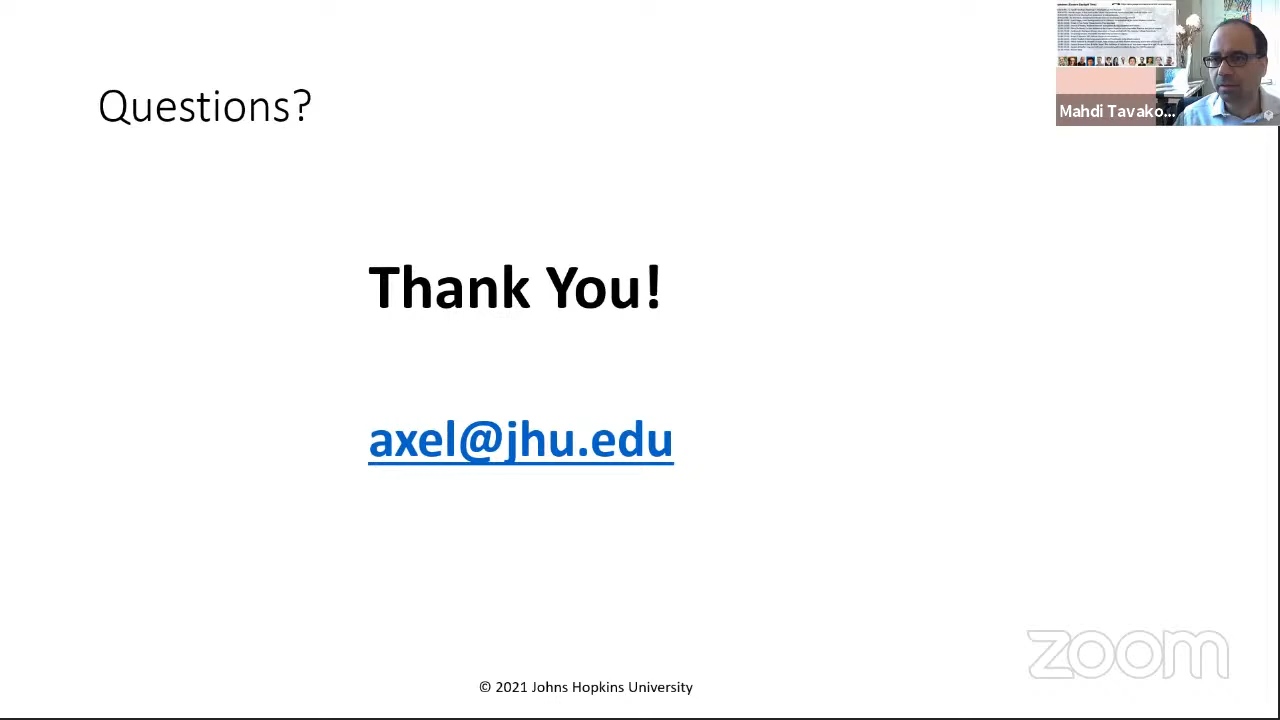 Questions?
Mahdi Tavako...
Thank You!
axel@jhu.edu
zoom
© 2021 Johns Hopkins University